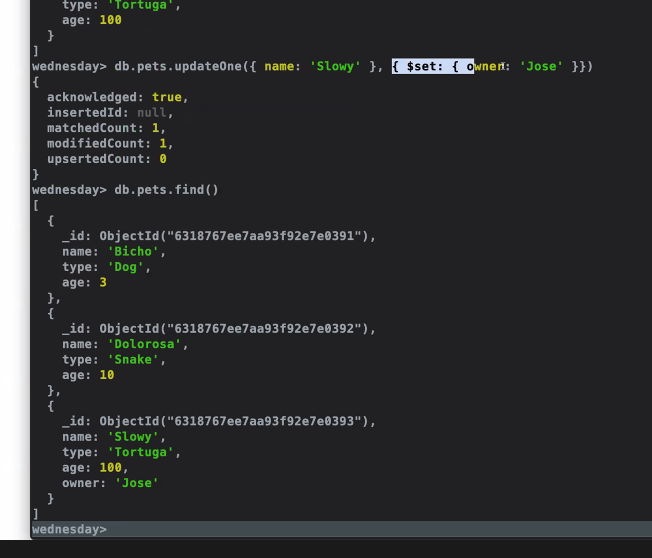 type: 'Tortuga',
age: 100
}
]
wednesday> db.pets.updateOne({ name: 'Slowy' }, { $set: { owner: 'Jose' }})
{
acknowledged: true,
insertedId: null,
matchedCount: 1,
modifiedCount: 1,
upsertedCount: 0
}
wednesday> db.pets.find()
[
{
_id: ObjectId("6318767ee7aa93f92e7e0391"),
name: 'Bicho',
type: 'Dog',
age: 3
},
{
_id: ObjectId("6318767ee7aa93f92e7e0392"),
name: 'Dolorosa',
type: 'Snake',
age: 10
},
{
_id: ObjectId("6318767ee7aa93f92e7e0393"),
name: 'Slowy',
type: 'Tortuga',
age: 100,
owner: 'Jose'
}
]
wednesday>